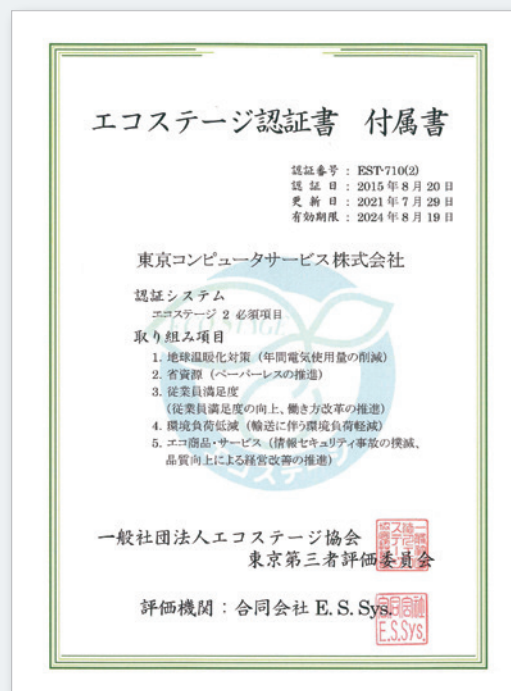 エコステージ認証書 付属書
認証番号 : EST-710(2)
認 証 日 : 2015年8月20日
更 新 日 : 2021年7月29日
有効期限 : 2024年8月19日
東京コンピュータサービス株式会社
認証システム
エコステージ 2 必須項目
取り組み項目
1. 地球温暖化対策（年間電気使用量の削減）
2. 省資源（ペーパーレスの推進）
3. 従業員満足度
（従業員満足度の向上、働き方改革の推進）
4. 環境負荷低減（輸送に伴う環境負荷軽減）
5. エコ商品・サービス（情報セキュリティ事故の撲滅、
品質向上による経営改善の推進）
ECO STAGE
エコステージ
一般社団法人エコステージ協会
東京第三者評価委員会
評価機関 : 合同会社 E. S. Sys.
E.S.Sys.